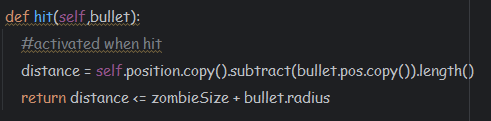 def hit(self,bullet):
#activated when hit
distance = self.position.copy().subtract(bullet.pos.copy()).length()
return distance <= zombieSize + bullet.radius